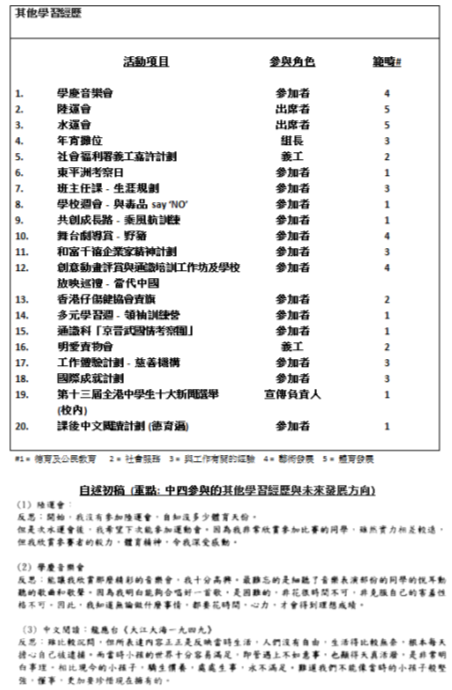 其他學習經歷
活動項目 參與角色 範疇#
1. 學慶音樂會 參加者 4
2. 陸運會 出席者 5
3. 水運會 出席者 5
4. 年宵攤位 組長 3
5. 社會福利署義工嘉許計劃 義工 2
6. 東平洲考察日 參加者 1
7. 班主任課 - 生涯規劃 參加者 3
8. 學校週會 - 與毒品 say ‘NO’ 參加者 1
9. 共創成長路 - 乘風航訓練 參加者 1
10. 舞台劇導賞 - 野豬 參加者 4
11. 和富千禧企業家精神計劃 參加者 3
12. 創意動畫評賞與通識培訓工作坊及學校 參加者 4
放映巡禮 - 當代中國
13. 香港仔傷健協會賣旗 參加者 2
14. 多元學習週 - 領袖訓練營 參加者 1
15. 通識科「京晉武國情考察團」 參加者 1
16. 明愛賣物會 義工 2
17. 工作體驗計劃 - 慈善機構 參加者 3
18. 國際成就計劃 參加者 3
19. 第十三屆全港中學生十大新聞選舉 宣傳負責人 1
(校內)
20. 課後中文閱讀計劃 (德育篇) 參加者 1
#1= 德育及公民教育 2= 社會服務 3= 與工作有關的經驗 4= 藝術發展 5= 體育發展
自述初稿 (重點: 中四參與的其他學習經歷與未來發展方向)
(1) 陸運會:
反思:開始,我沒有參加陸運會,自知沒多少體育天份。
但是次水運會後,我希望下次能參加運動會。因為我非常欣賞參加比賽的同學,雖然實力相差較遠,
但我欣賞參賽者的毅力,體育精神,令我深受感動。
(2) 學慶音樂會
反思:能讓我欣賞那麼精彩的音樂會,我十分高興。最難忘的是細聽了音樂表演部份的同學的悅耳動
聽的歌曲和歌聲。因為我明白能夠合唱好一首歌,是困難的,非花很時間不可,非克服自己的害羞性
格不可。因此,我知道無論做什麼事情,都要花時間,心力,才會得到理想成績。
(3) 中文閱讀:龍應台《大江大海一九四九》
反思:雖比較沉悶,但所表達內容正正是反映當時生活,人們沒有自由,生活得比較無奈,根本每天
擔心自己被逮捕。而當時小孩的世界十分容易滿足,即管遇上不如意事,也顯得天真活潑,是非常明
白事理,相比現今的小孩子,驕生慣養,處處生事,永不滿足。難道我們不能像當時的小孩子般堅
強,懂事,更加要珍惜現在擁有的。